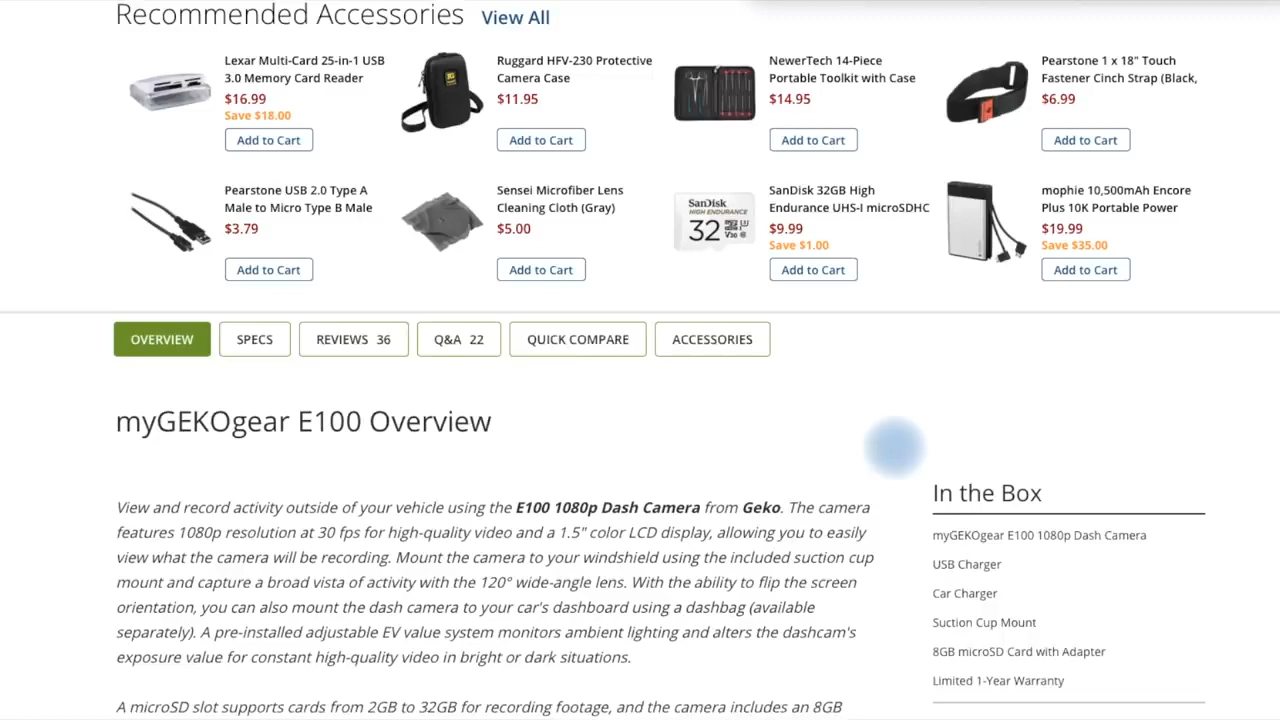 Recommended Accessories View All
Lexar Multi-Card 25-in-1 USB
3.0 Memory Card Reader
$16.99
Save $18.00
Add to Cart
Ruggard HFV-230 Protective
Camera Case
$11.95
Add to Cart
NewerTech 14-Piece
Portable Toolkit with Case
$14.95
Add to Cart
Pearstone 1 x 18" Touch
Fastener Cinch Strap (Black,
$6.99
Add to Cart
Pearstone USB 2.0 Type A
Male to Micro Type B Male
$3.79
Add to Cart
Sensei Microfiber Lens
Cleaning Cloth (Gray)
$5.00
Add to Cart
SanDisk
HIGH ENDURANCE
32
V30
SanDisk 32GB High
Endurance UHS-I microSDHC
$9.99
Save $1.00
Add to Cart
mophie 10,500mAh Encore
Plus 10K Portable Power
$19.99
Save $35.00
Add to Cart
OVERVIEW SPECS REVIEWS 36 Q&A 22 QUICK COMPARE ACCESSORIES
myGEKOgear E100 Overview
View and record activity outside of your vehicle using the E100 1080p Dash Camera from Geko. The camera
features 1080p resolution at 30 fps for high-quality video and a 1.5" color LCD display, allowing you to easily
view what the camera will be recording. Mount the camera to your windshield using the included suction cup
mount and capture a broad vista of activity with the 120° wide-angle lens. With the ability to flip the screen
orientation, you can also mount the dash camera to your car's dashboard using a dashbag (available
separately). A pre-installed adjustable EV value system monitors ambient lighting and alters the dashcam's
exposure value for constant high-quality video in bright or dark situations.
A microSD slot supports cards from 2GB to 32GB for recording footage, and the camera includes an 8GB
In the Box
myGEKOgear E100 1080p Dash Camera
USB Charger
Car Charger
Suction Cup Mount
8GB microSD Card with Adapter
Limited 1-Year Warranty